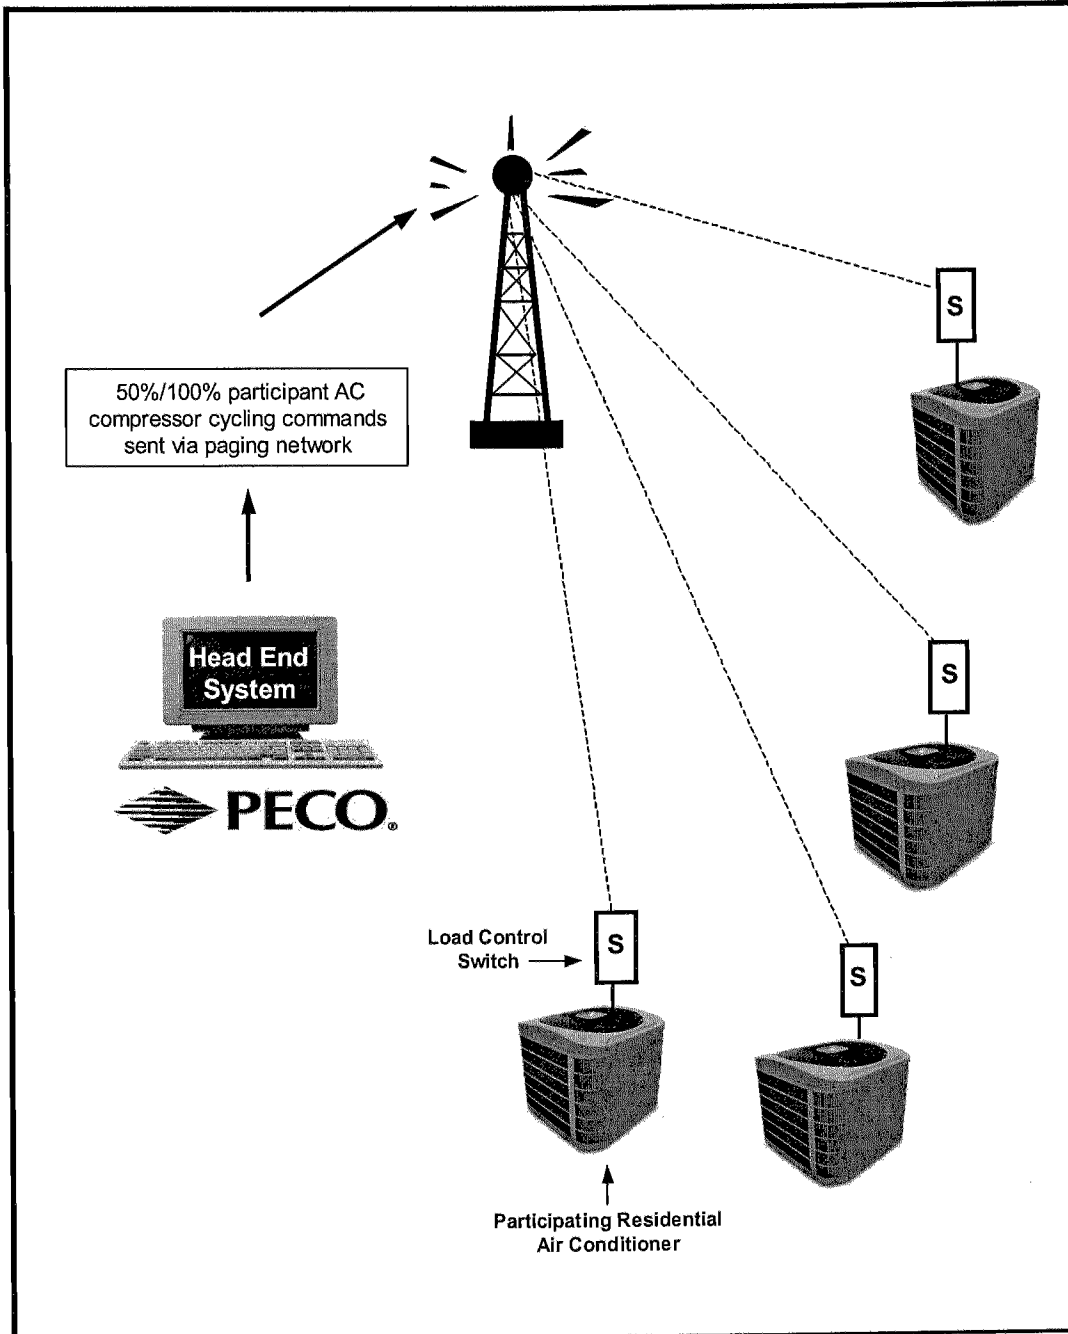 S
50%/100% participant AC
compressor cycling commands
sent via paging network
Head End
System
S
PECO®
Load Control
Switch
S
S
Participating Residential
Air Conditioner